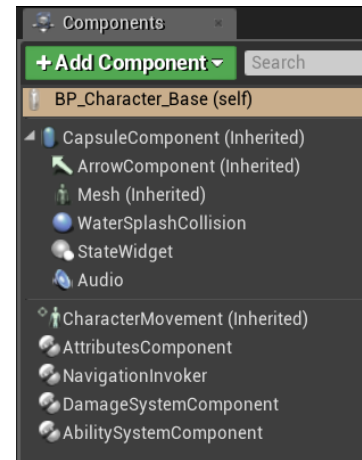 Components
+Add Component
Search
BP_Character_Base (self)
CapsuleComponent (Inherited)
ArrowComponent (Inherited)
Mesh (Inherited)
WaterSplashCollision
StateWidget
Audio
CharacterMovement (Inherited)
AttributesComponent
NavigationInvoker
DamageSystemComponent
AbilitySystemComponent